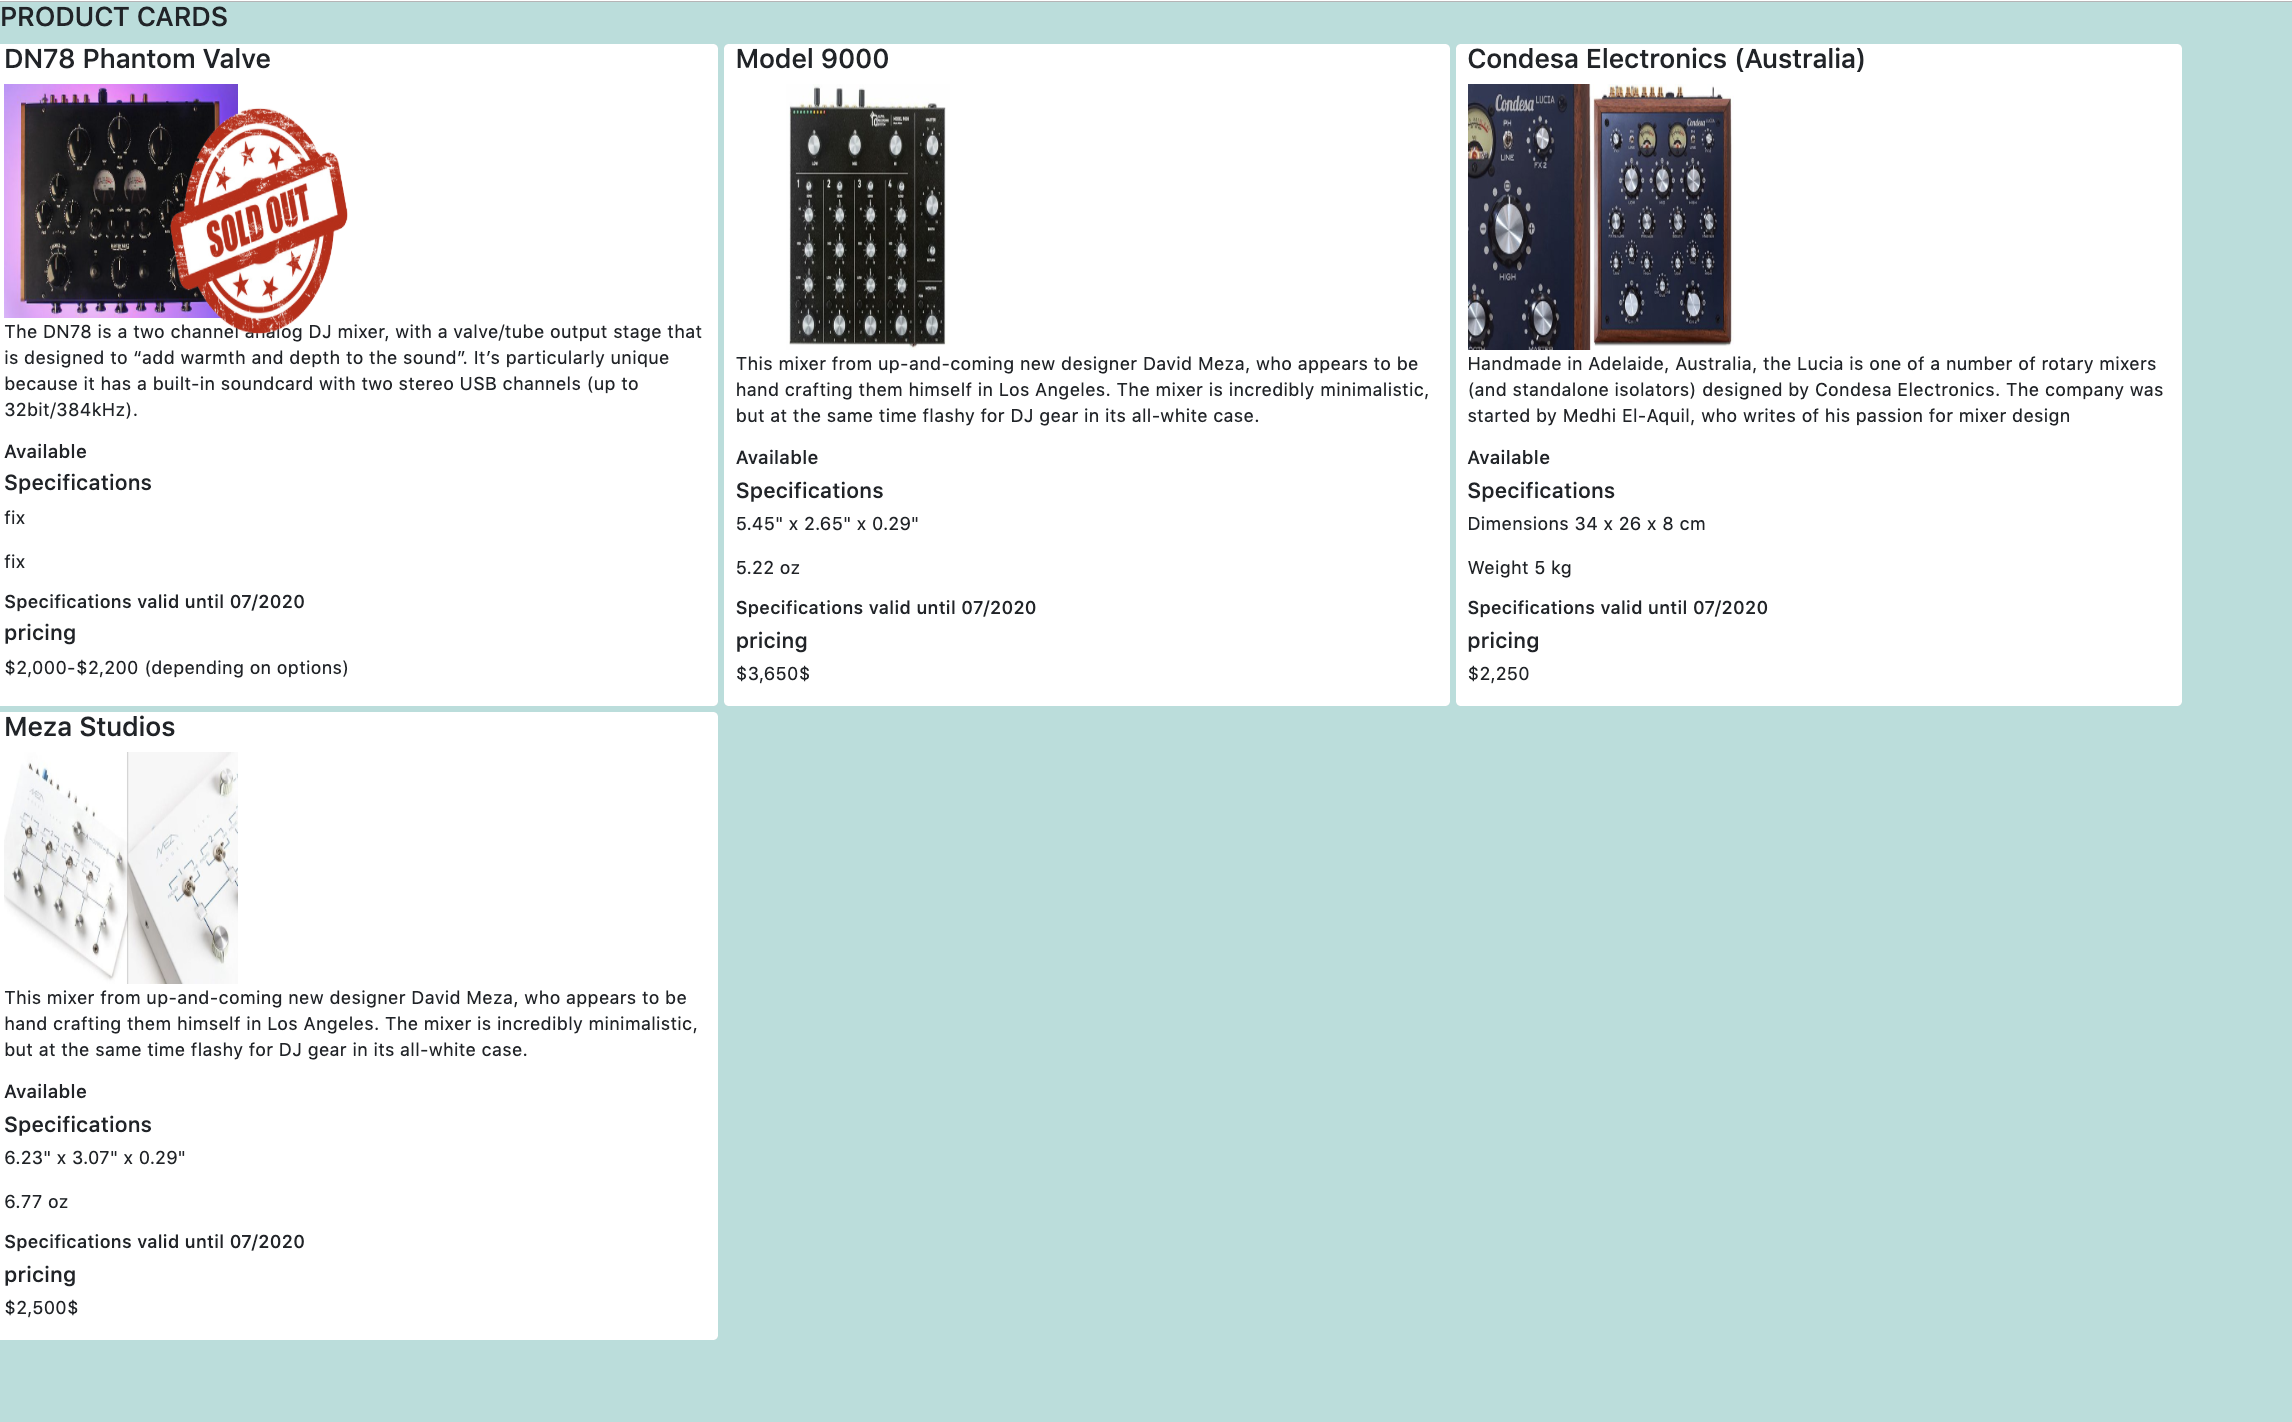 PRODUCT CARDS
DN78 Phantom Valve
SOLD OUT
The DN78 is a two channel analog DJ mixer, with a valve/tube output stage that
is designed to “add warmth and depth to the sound”. It’s particularly unique
because it has a built-in soundcard with two stereo USB channels (up to
32bit/384kHz).
Available
Specifications
fix
fix
Specifications valid until 07/2020
pricing
$2,000-$2,200 (depending on options)
Model 9000
1 2 3 4
This mixer from up-and-coming new designer David Meza, who appears to be
hand crafting them himself in Los Angeles. The mixer is incredibly minimalistic,
but at the same time flashy for DJ gear in its all-white case.
Available
Specifications
5.45" x 2.65" x 0.29"
5.22 oz
Specifications valid until 07/2020
pricing
$3,650$
Condesa Electronics (Australia)
Condesa LUCIA
PH
LINE
FX 2
HIGH
Condesa
Handmade in Adelaide, Australia, the Lucia is one of a number of rotary mixers
(and standalone isolators) designed by Condesa Electronics. The company was
started by Medhi El-Aquil, who writes of his passion for mixer design
Available
Specifications
Dimensions 34 x 26 x 8 cm
Weight 5 kg
Specifications valid until 07/2020
pricing
$2,250
Meza Studios
MEZA
This mixer from up-and-coming new designer David Meza, who appears to be
hand crafting them himself in Los Angeles. The mixer is incredibly minimalistic,
but at the same time flashy for DJ gear in its all-white case.
Available
Specifications
6.23" x 3.07" x 0.29"
6.77 oz
Specifications valid until 07/2020
pricing
$2,500$